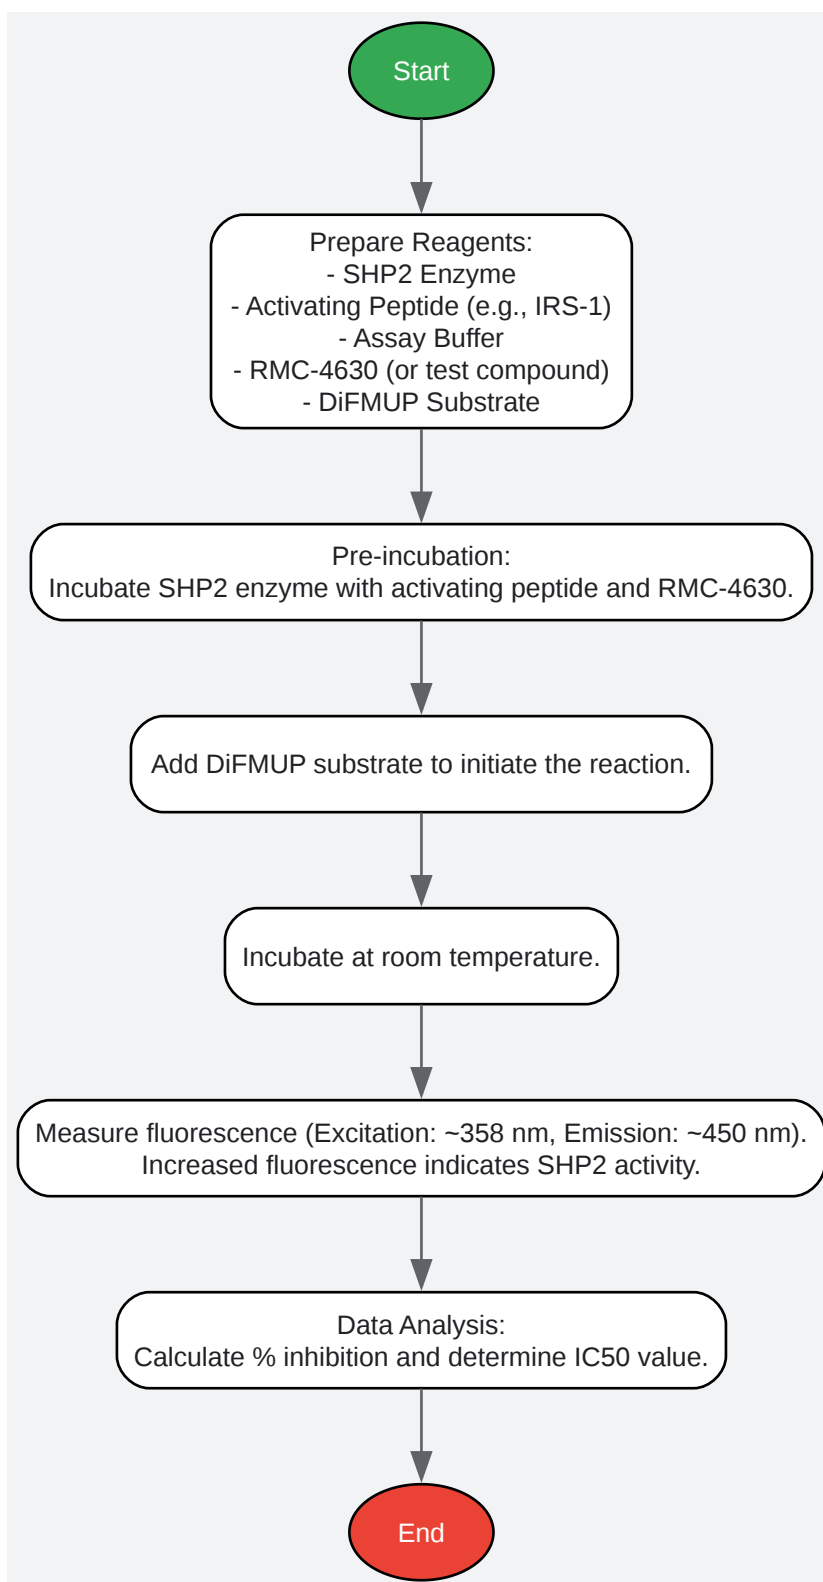 Start
Prepare Reagents:
- SHP2 Enzyme
- Activating Peptide (e.g., IRS-1)
- Assay Buffer
- RMC-4630 (or test compound)
- DiFMUP Substrate
Pre-incubation:
Incubate SHP2 enzyme with activating peptide and RMC-4630.
Add DiFMUP substrate to initiate the reaction.
Incubate at room temperature.
Measure fluorescence (Excitation: ~358 nm, Emission: ~450 nm).
Increased fluorescence indicates SHP2 activity.
Data Analysis:
Calculate % inhibition and determine IC50 value.
End